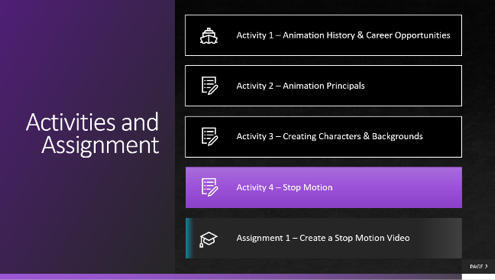 Activities and
Assignment
Activity 1 – Animation History & Career Opportunities
Activity 2 – Animation Principals
Activity 3 – Creating Characters & Backgrounds
Activity 4 – Stop Motion
Assignment 1 – Create a Stop Motion Video
PAGE 2